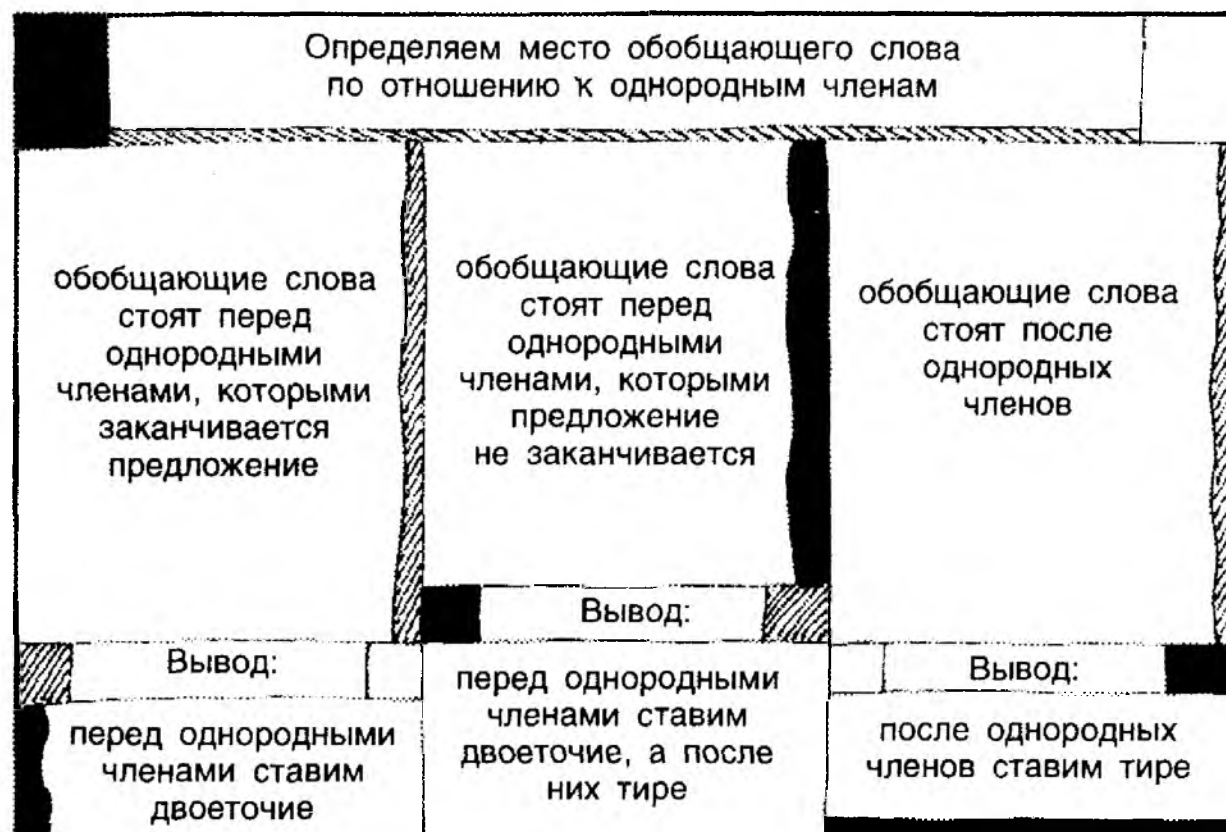 Определяем место обобщающего слова
по отношению к однородным членам
обобщающие слова
стоят перед
однородными
членами, которыми
заканчивается
предложение
Вывод:
перед однородными
членами ставим
двоеточие
обобщающие слова
стоят перед
однородными
членами, которыми
предложение
не заканчивается
Вывод:
перед однородными
членами ставим
двоеточие, а после
них тире
обобщающие слова
стоят после
однородных
членов
Вывод:
после однородных
членов ставим тире